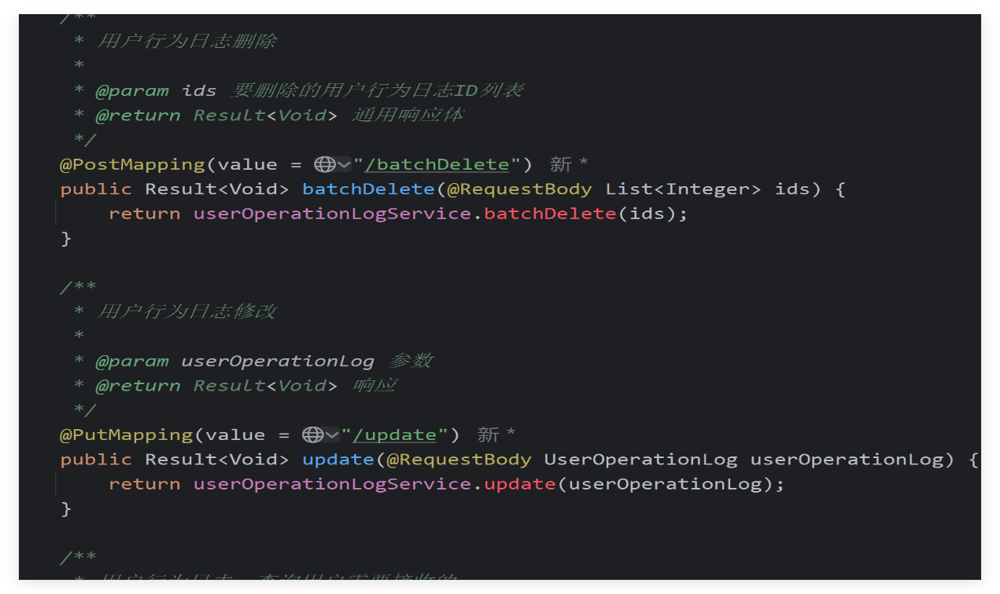 /**
* 用户行为日志删除
*
* @param ids 要删除的用户行为日志ID列表
* @return Result<Void> 通用响应体
*/
@PostMapping(value = "/batchDelete") 新 *
public Result<Void> batchDelete(@RequestBody List<Integer> ids) {
return userOperationLogService.batchDelete(ids);
}
/**
* 用户行为日志修改
*
* @param userOperationLog 参数
* @return Result<Void> 响应
*/
@PutMapping(value = "/update") 新 *
public Result<Void> update(@RequestBody UserOperationLog userOperationLog) {
return userOperationLogService.update(userOperationLog);
}
/**